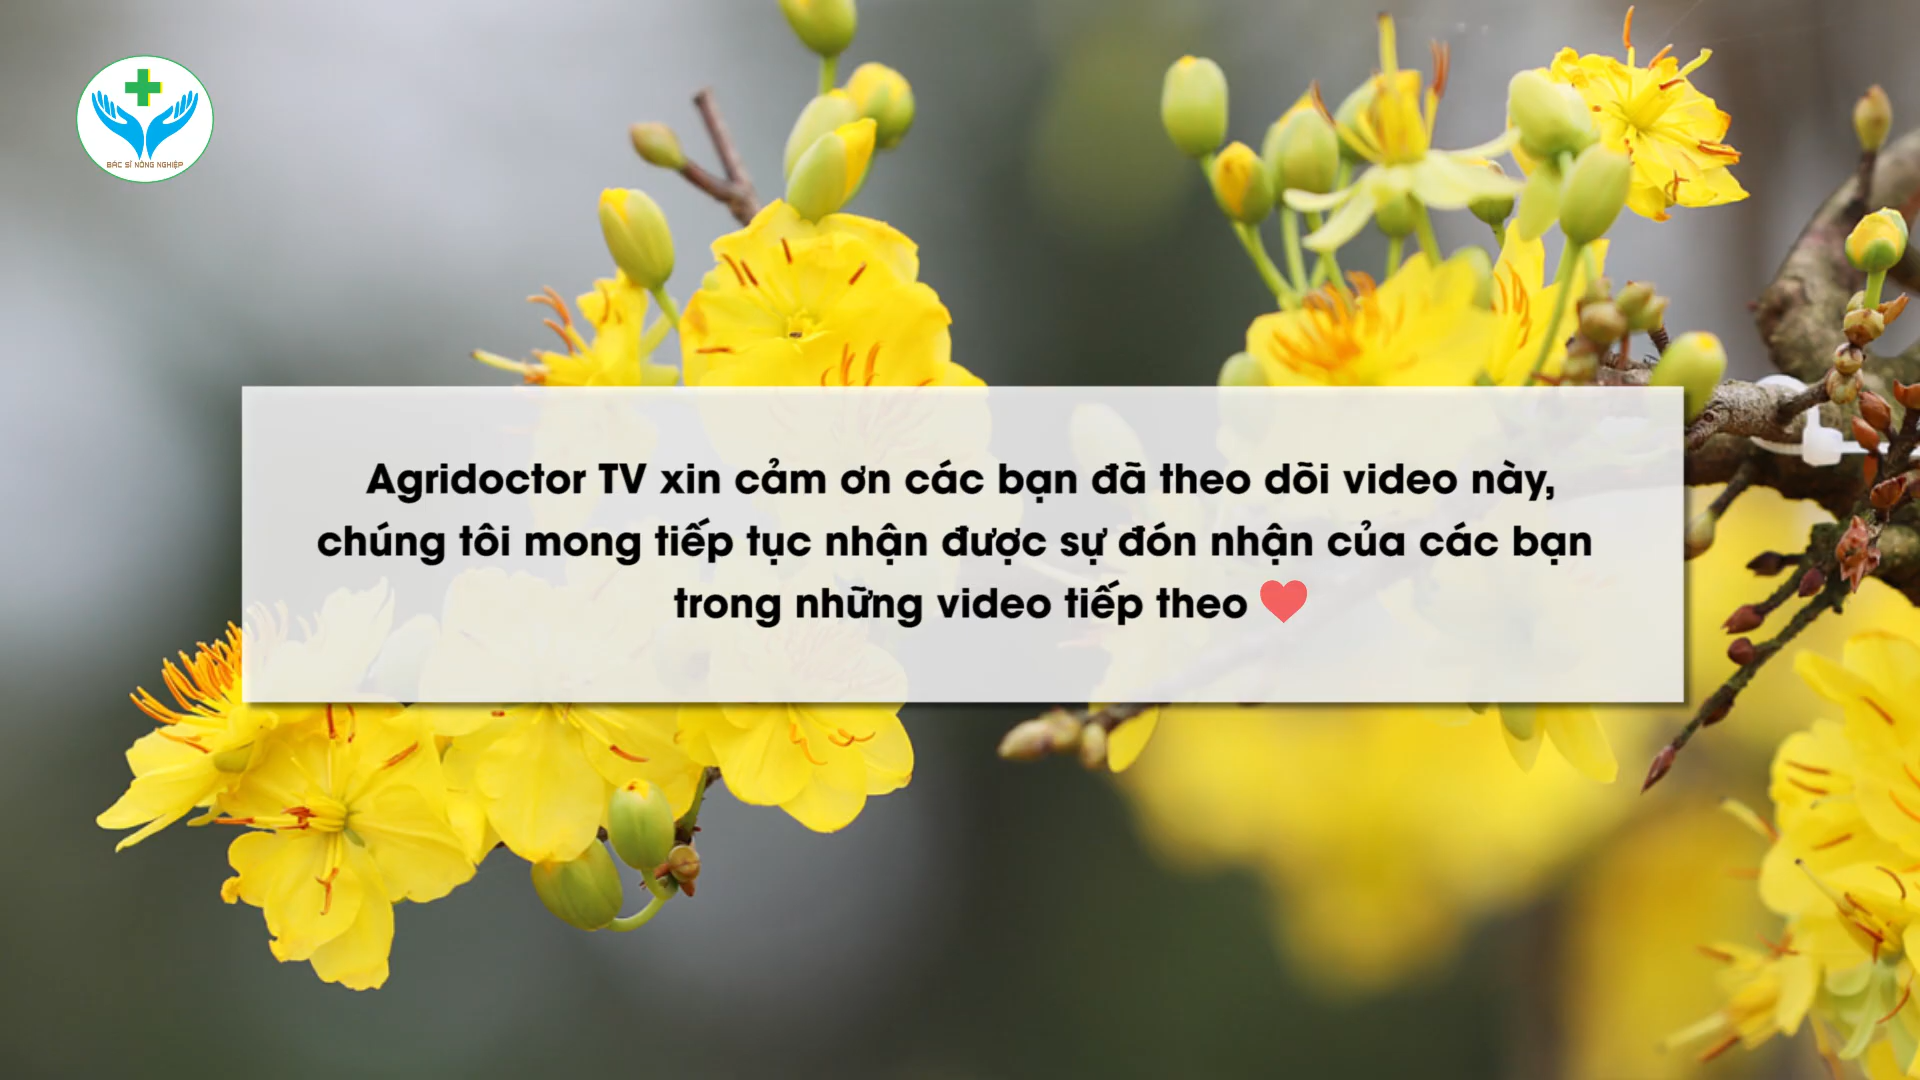 BÁC SĨ NÔNG NGHIỆP
Agridoctor TV xin cảm ơn các bạn đã theo dõi video này,
chúng tôi mong tiếp tục nhận được sự đón nhận của các bạn
trong những video tiếp theo ❤